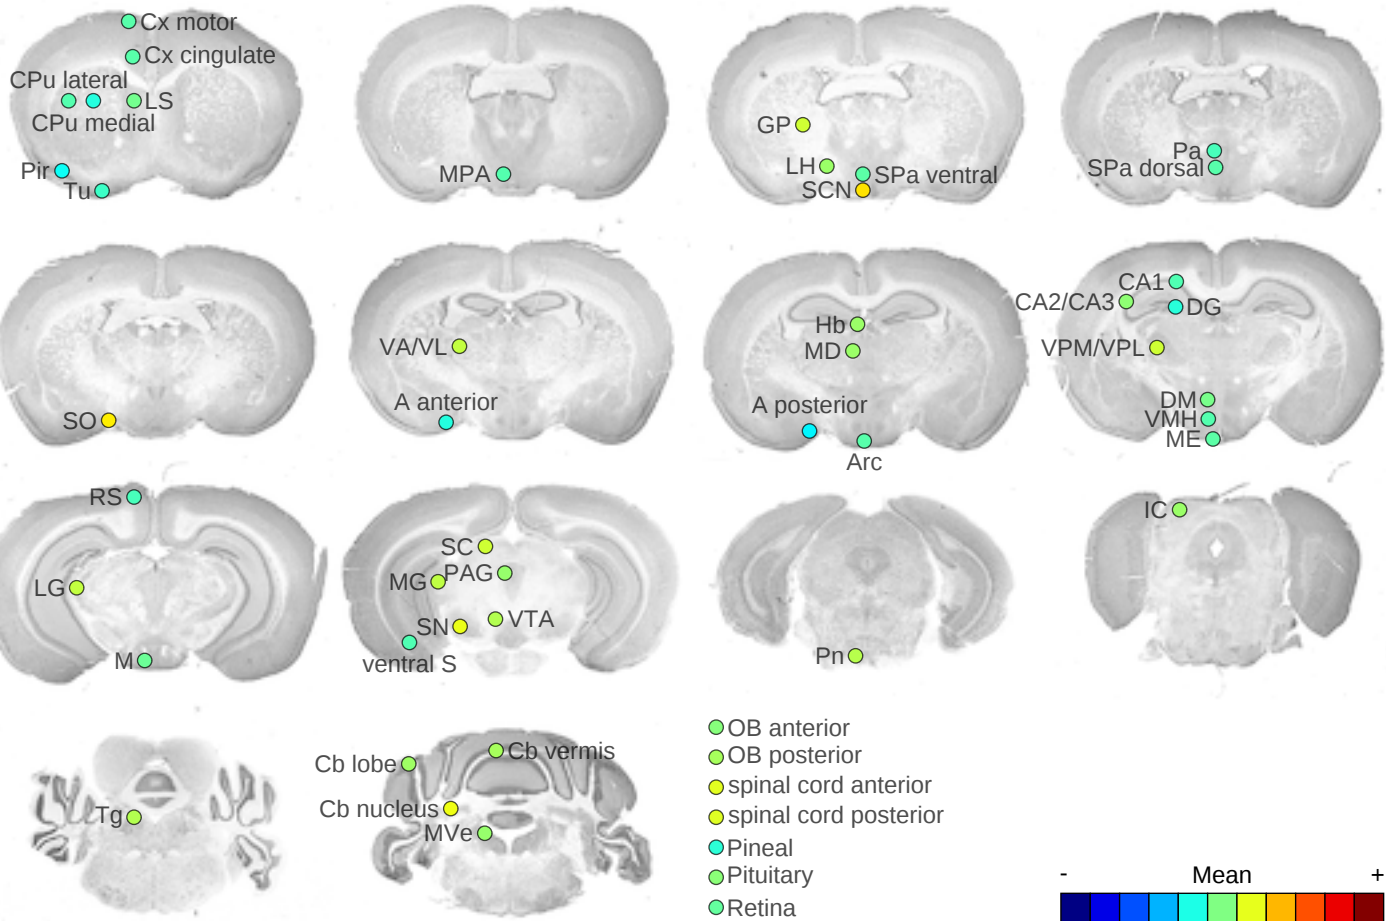 Cx motor
Cx cingulate
CPu lateral
LS
CPu medial
Pir
Tu
MPA
GP
LH
SPa ventral
SCN
Pa
SPa dorsal
SO
VA/VL
A anterior
Hb
MD
A posterior
Arc
CA1
CA2/CA3
DG
VPM/VPL
DM
VMH
ME
RS
LG
M
SC
MG
PAG
SN
VTA
ventral S
Pn
IC
Tg
Cb lobe
Cb vermis
Cb nucleus
MVe
OB anterior
OB posterior
spinal cord anterior
spinal cord posterior
Pineal
Pituitary
Retina
- Mean +